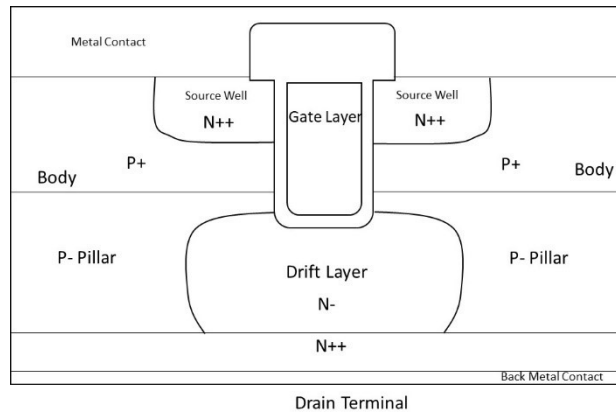 Metal Contact
Source Well
N++
Gate Layer
Source Well
N++
P+
Body
P+
Body
P- Pillar
Drift Layer
N-
P- Pillar
N++
Back Metal Contact
Drain Terminal